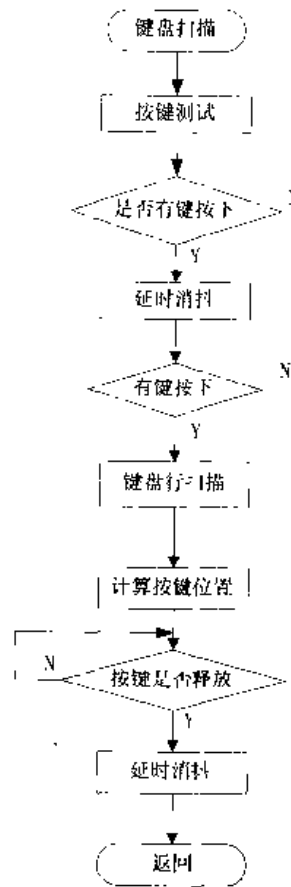 键盘扫描
按键测试
是否有键按下
Y
延时消抖
有键按下
N
Y
键盘行扫描
计算按键位置
N
按键是否释放
Y
延时消抖
返回